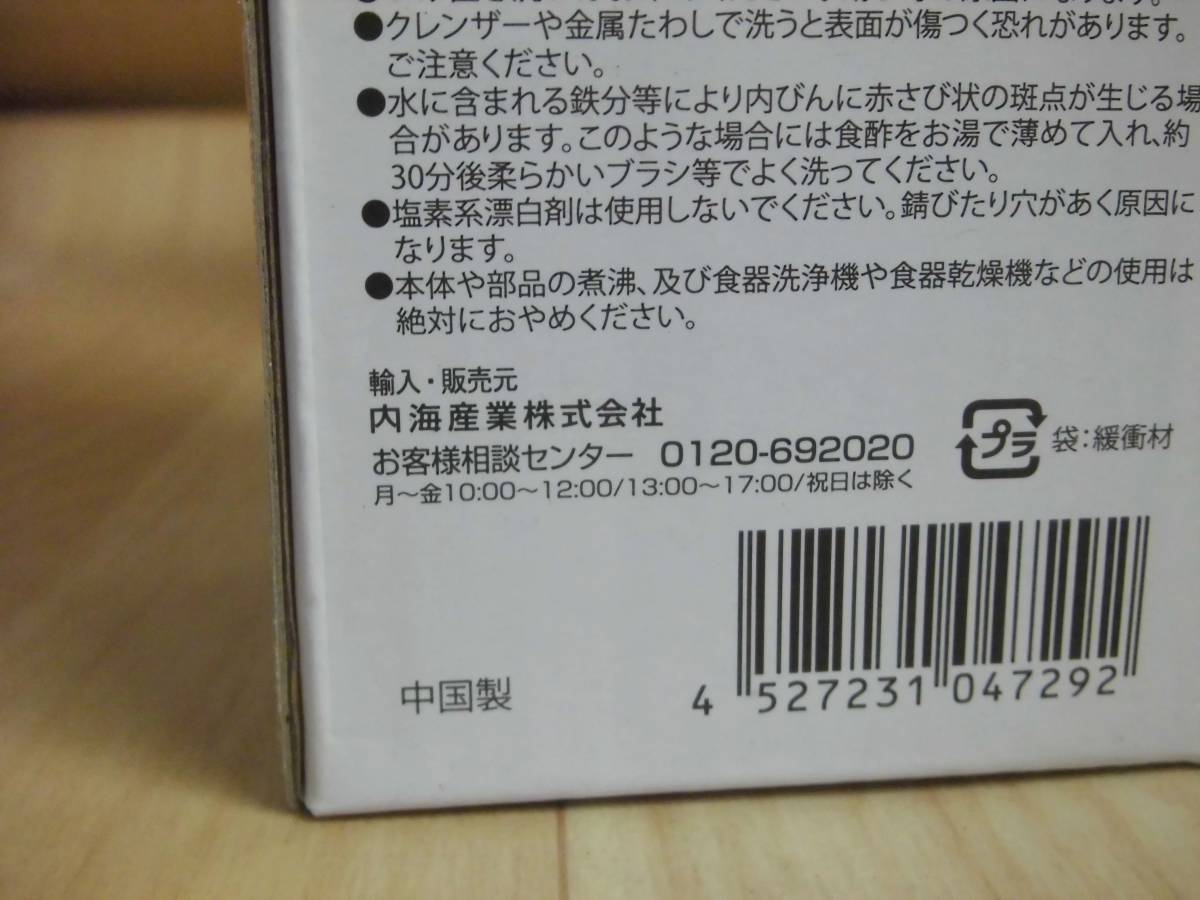 ●クレンザーや金属たわしで洗うと表面が傷つく恐れがあります。
ご注意ください。
●水に含まれる鉄分等により内びんに赤さび状の斑点が生じる場
合があります。このような場合には食酢をお湯で薄めて入れ、約
30分後柔らかいブラシ等でよく洗ってください。
●塩素系漂白剤は使用しないでください。錆びたり穴があく原因に
なります。
●本体や部品の煮沸、及び食器洗浄機や食器乾燥機などの使用は
絶対におやめください。
輸入・販売元
内海産業株式会社
お客様相談センター 0120-692020
月～金10:00～12:00/13:00～17:00/祝日は除く
プラ 袋:緩衝材
中国製
4 527231 047292